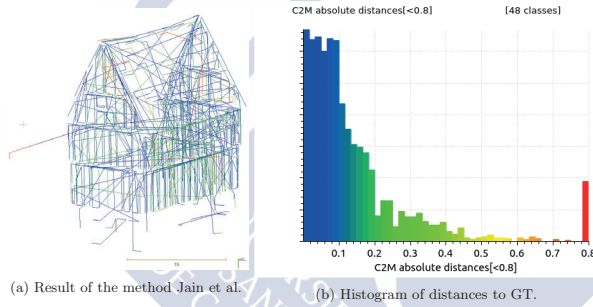 C2M absolute distances[<0.8] [48 classes]
15
0.1 0.2 0.3 0.4 0.5 0.6 0.7 0.8
C2M absolute distances[<0.8]
(a) Result of the method Jain et al.
(b) Histogram of distances to GT.